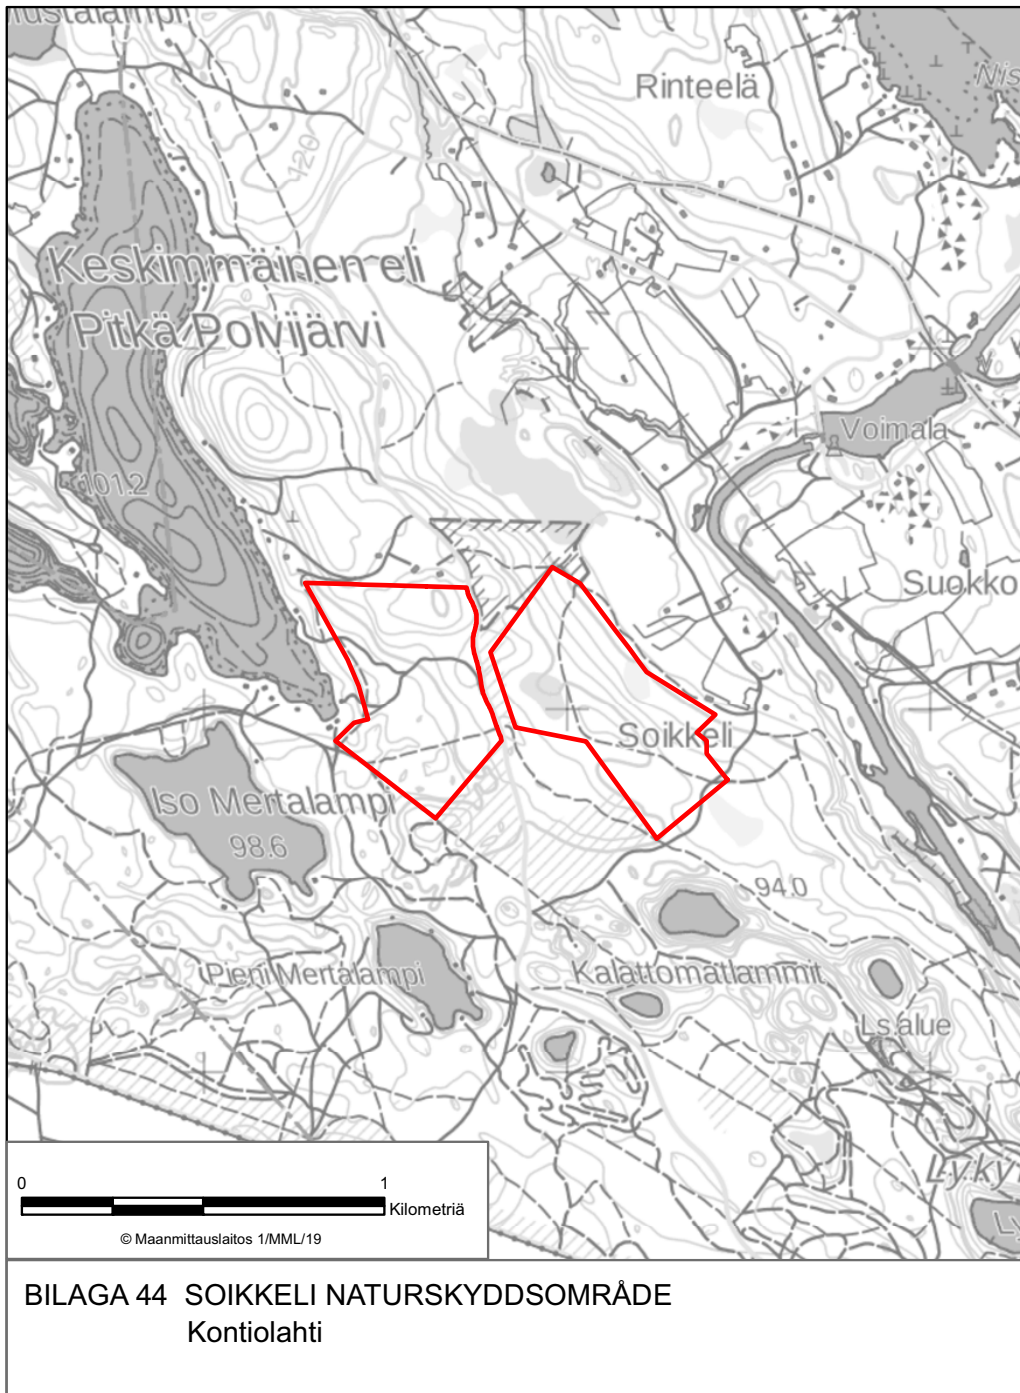 Rinteelä
120
Keskimmäinen eli
Pitkä Polvijärvi
Voimala
101.2
Suokko
Soikkeli
Iso Mertalampi
98.6
94.0
Pieni Mertalampi
Kalattomatlammit
Ls.alue
0 1
Kilometriä
© Maanmittauslaitos 1/MML/19
BILAGA 44 SOIKKELI NATURSKYDDSOMRÅDE
Kontiolahti